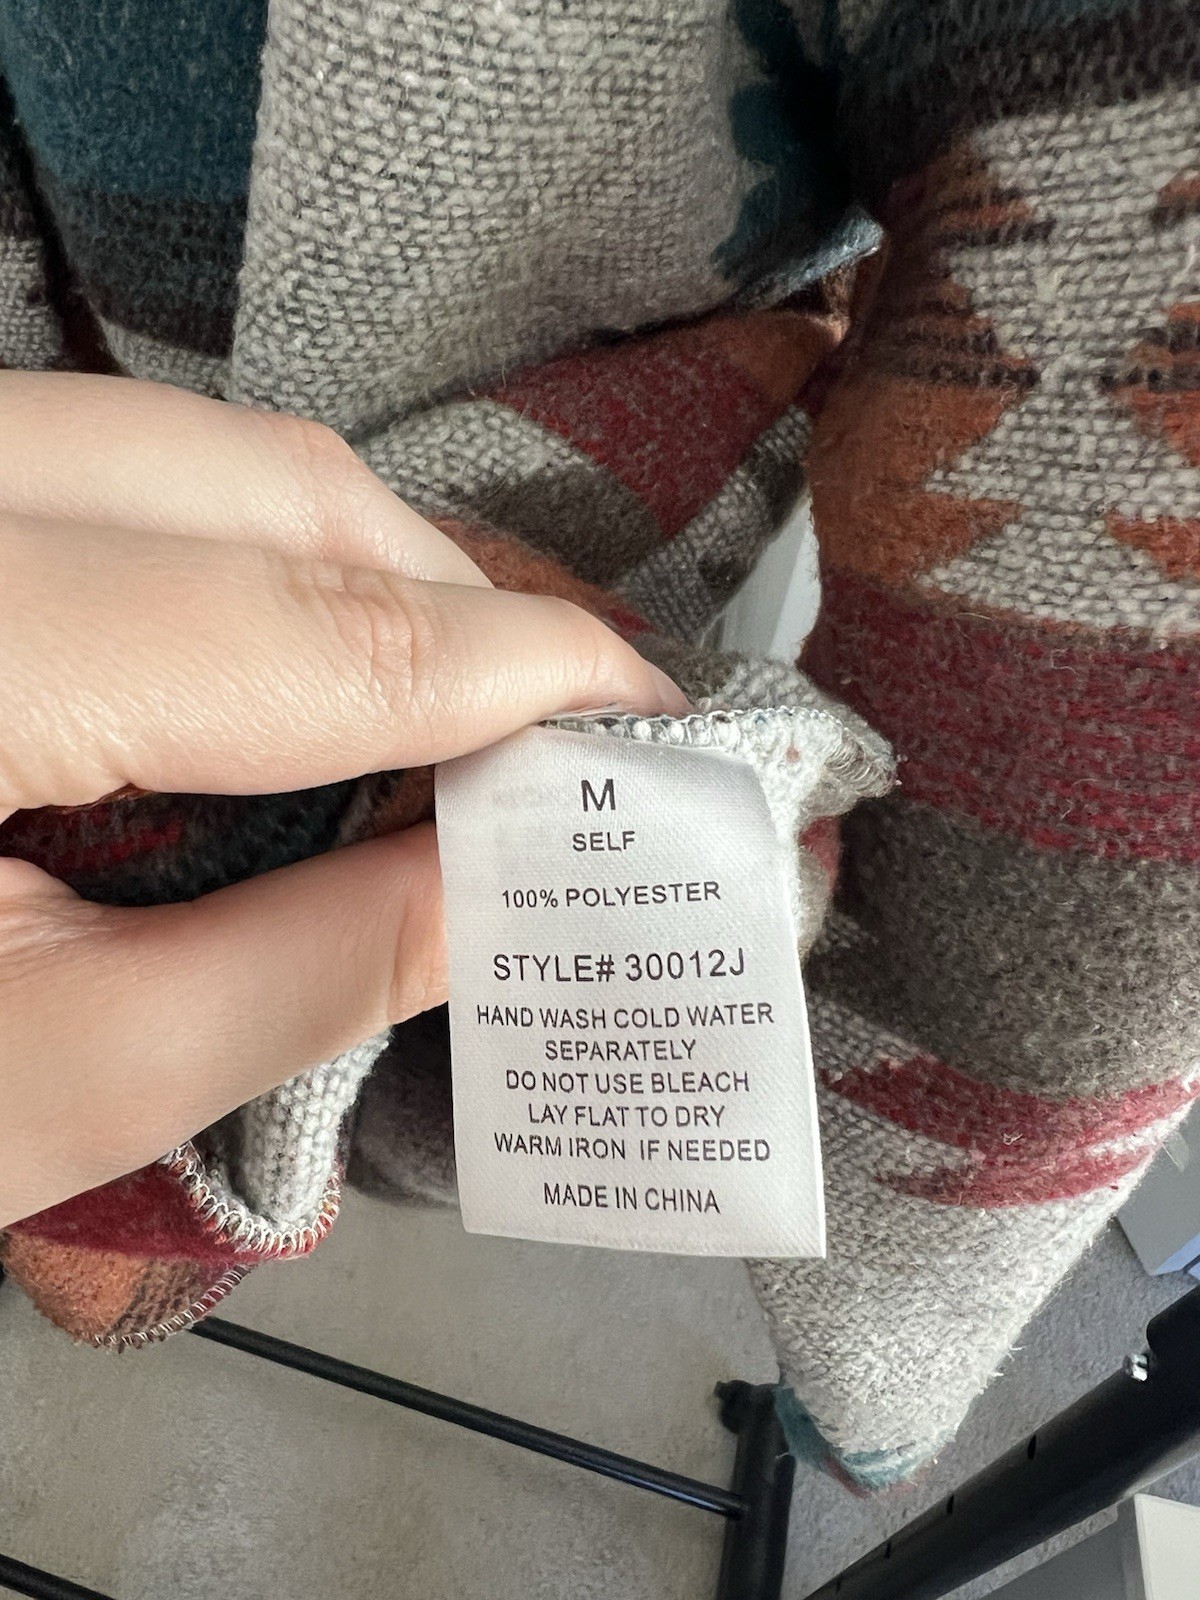 M
SELF
100% POLYESTER
STYLE# 30012J
HAND WASH COLD WATER
SEPARATELY
DO NOT USE BLEACH
LAY FLAT TO DRY
WARM IRON IF NEEDED
MADE IN CHINA